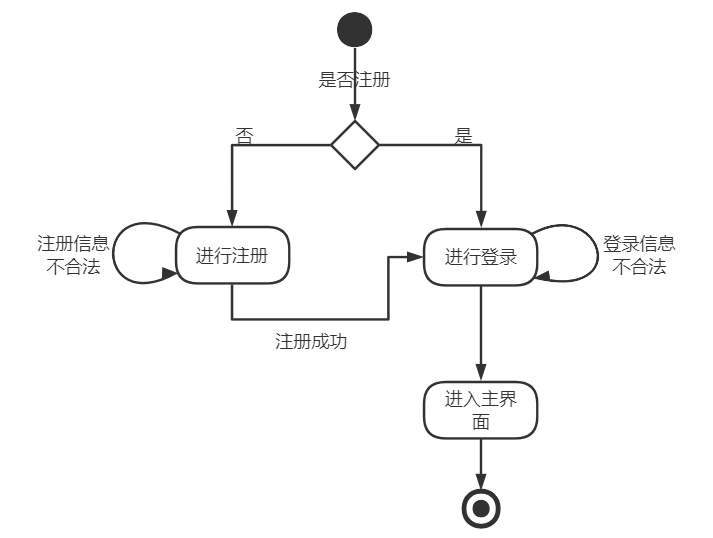 是否注册
否
是
注册信息
不合法
进行注册
进行登录
登录信息
不合法
注册成功
进入主界
面